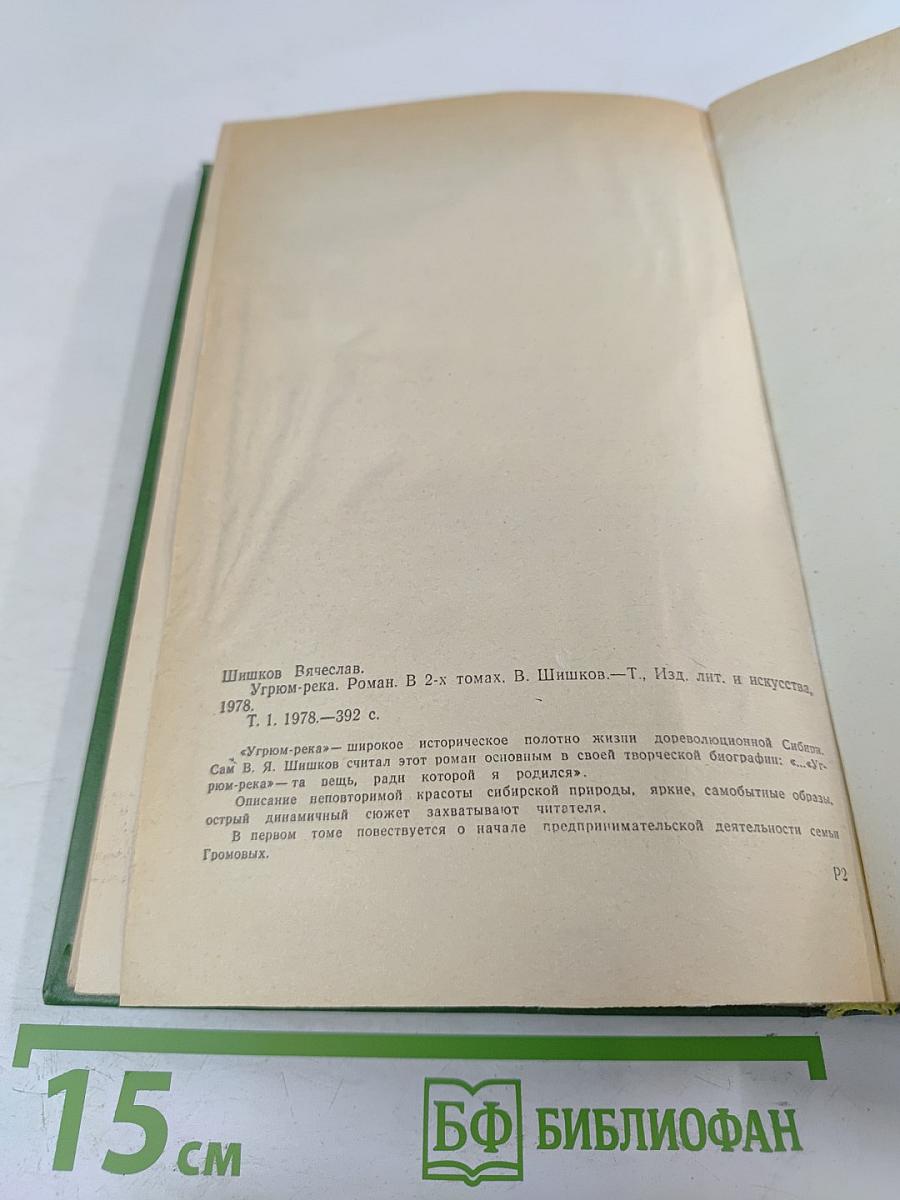 Шишков Вячеслав.
Угрюм-река. Роман. В 2-х томах. В. Шишков.—Т., Изд. лит. и искусства,
1978.
Т. 1. 1978.—392 с.
«Угрюм-река»— широкое историческое полотно жизни дореволюционной Сибири.
Сам В. Я. Шишков считал этот роман основным в своей творческой биографии: «...«Уг-
рюм-река»— та вещь, ради которой я родился».
Описание неповторимой красоты сибирской природы, яркие, самобытные образы,
острый динамичный сюжет захватывают читателя.
В первом томе повествуется о начале предпринимательской деятельности семьи
Громовых.
Р2
15 см
БФ БИБЛИОФАН